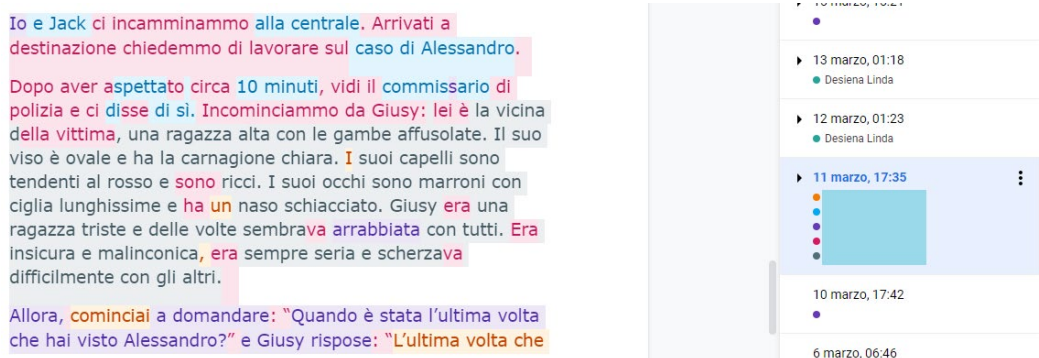 Io e Jack ci incamminammo alla centrale. Arrivati a
destinazione chiedemmo di lavorare sul caso di Alessandro.
Dopo aver aspettato circa 10 minuti, vidi il commissario di
polizia e ci disse di sì. Incominciammo da Giusy: lei è la vicina
della vittima, una ragazza alta con le gambe affusolate. Il suo
viso è ovale e ha la carnagione chiara. I suoi capelli sono
tendenti al rosso e sono ricci. I suoi occhi sono marroni con
ciglia lunghissime e ha un naso schiacciato. Giusy era una
ragazza triste e delle volte sembrava arrabbiata con tutti. Era
insicura e malinconica, era sempre seria e scherzava
difficilmente con gli altri.
Allora, cominciai a domandare: “Quando è stata l’ultima volta
che hai visto Alessandro?” e Giusy rispose: “L’ultima volta che
13 marzo, 01:18
Desiena Linda
12 marzo, 01:23
Desiena Linda
11 marzo, 17:35
10 marzo, 17:42
6 marzo, 06:46